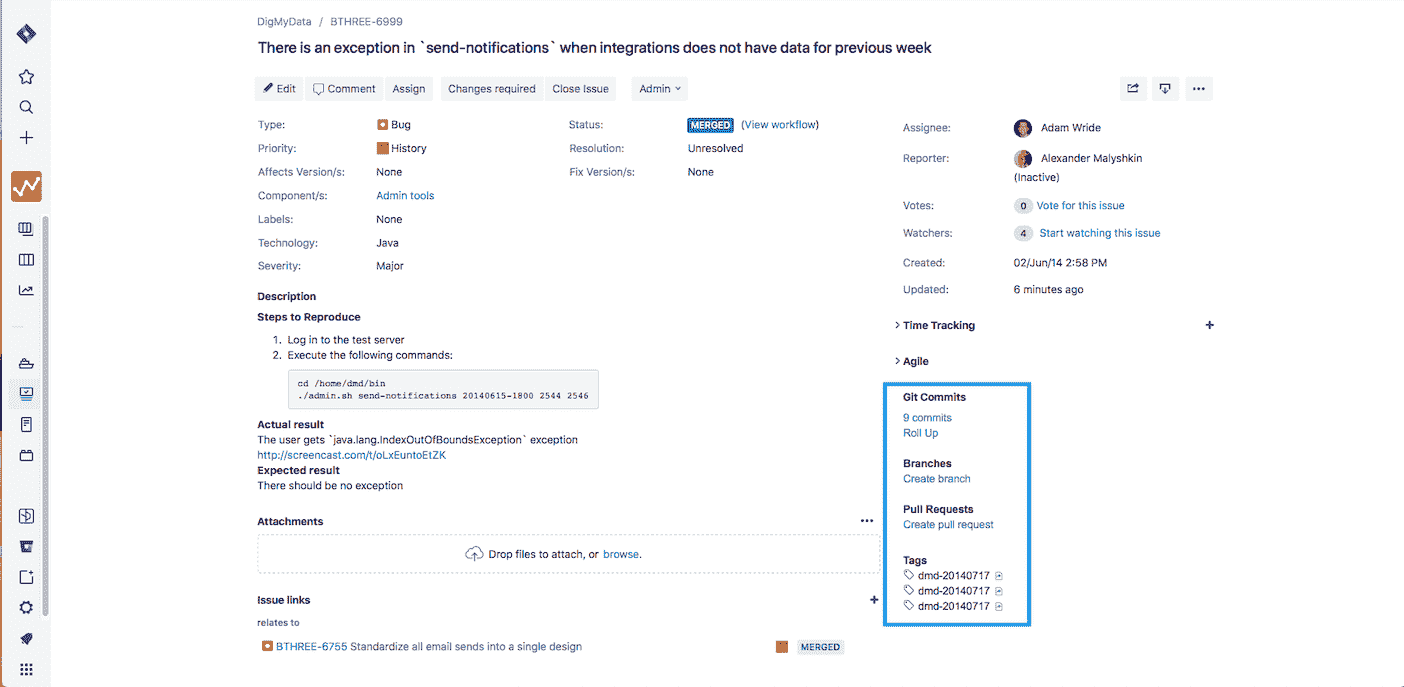 DigMyData / BTHREE-6999
There is an exception in `send-notifications` when integrations does not have data for previous week
Edit Comment Assign Changes required Close Issue Admin
Type: Bug
Priority: History
Affects Version/s: None
Component/s: Admin tools
Labels: None
Technology: Java
Severity: Major
Status: MERGED (View workflow)
Resolution: Unresolved
Fix Version/s: None
Description
Steps to Reproduce
1. Log in to the test server
2. Execute the following commands:
cd /home/dmd/bin
./admin.sh send-notifications 20140615-1800 2544 2546
Actual result
The user gets `java.lang.IndexOutOfBoundsException` exception
http://screencast.com/t/oLxEuntoEtZK
Expected result
There should be no exception
Attachments
Drop files to attach, or browse.
Issue links
relates to
BTHREE-6755 Standardize all email sends into a single design MERGED
Assignee: Adam Wride
Reporter: Alexander Malyshkin
(Inactive)
Votes: 0 Vote for this issue
Watchers: 4 Start watching this issue
Created: 02/Jun/14 2:58 PM
Updated: 6 minutes ago
Time Tracking
Agile
Git Commits
9 commits
Roll Up
Branches
Create branch
Pull Requests
Create pull request
Tags
dmd-20140717
dmd-20140717
dmd-20140717